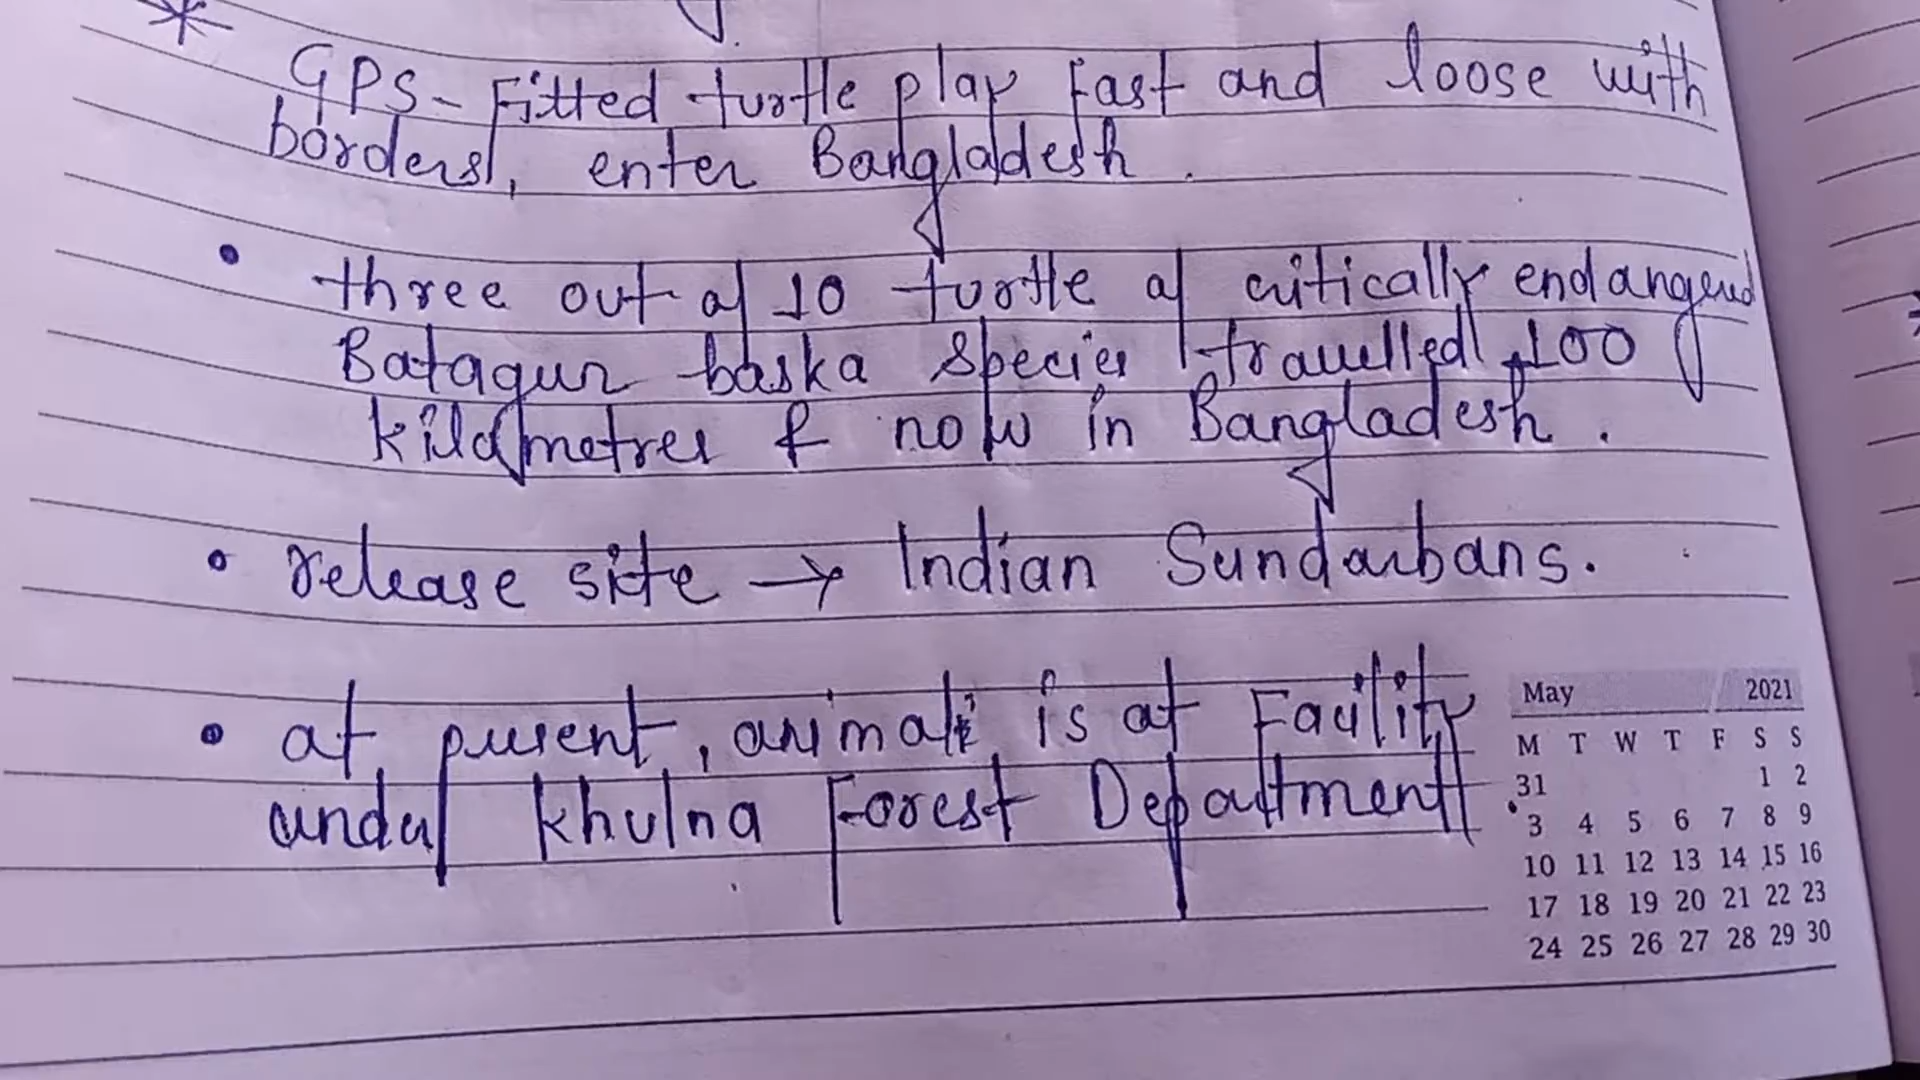 * GPS-Fitted turtle play fast and loose with
borders, enter Bangladesh.
• three out of 10 turtle of critically endangered
Batagur baska species travelled 100
kilometres & now in Bangladesh.
• release site → Indian Sundarbans.
• at present, animal is at Facility
under Khulna Forest Department
May 2021
M T W T F S S
31 1 2
3 4 5 6 7 8 9
10 11 12 13 14 15 16
17 18 19 20 21 22 23
24 25 26 27 28 29 30